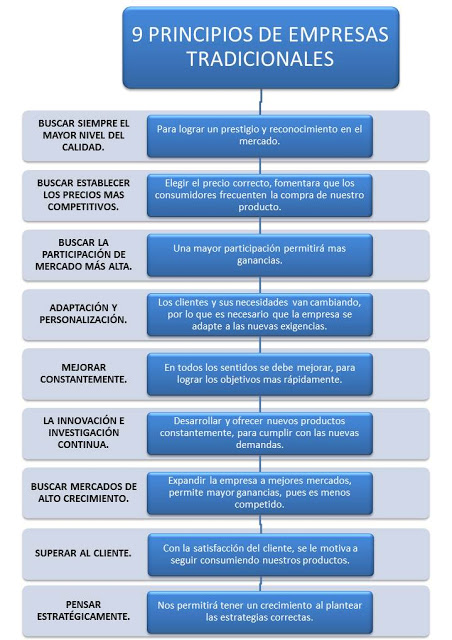 9 PRINCIPIOS DE EMPRESAS
TRADICIONALES
BUSCAR SIEMPRE EL
MAYOR NIVEL DEL
CALIDAD.
Para lograr un prestigio y reconocimiento en el
mercado.
BUSCAR ESTABLECER
LOS PRECIOS MAS
COMPETITIVOS.
Elegir el precio correcto, fomentara que los
consumidores frecuenten la compra de nuestro
producto.
BUSCAR LA
PARTICIPACIÓN DE
MERCADO MÁS ALTA.
Una mayor participación permitirá mas
ganancias.
ADAPTACIÓN Y
PERSONALIZACIÓN.
Los clientes y sus necesidades van cambiando,
por lo que es necesario que la empresa se
adapte a las nuevas exigencias.
MEJORAR
CONSTANTEMENTE.
En todos los sentidos se debe mejorar, para
lograr los objetivos mas rápidamente.
LA INNOVACIÓN E
INVESTIGACIÓN
CONTINUA.
Desarrollar y ofrecer nuevos productos
constantemente, para cumplir con las nuevas
demandas.
BUSCAR MERCADOS DE
ALTO CRECIMIENTO.
Expandir la empresa a mejores mercados,
permite mayor ganancias, pues es menos
competido.
SUPERAR AL CLIENTE.
Con la satisfacción del cliente, se le motiva a
seguir consumiendo nuestros productos.
PENSAR
ESTRATÉGICAMENTE.
Nos permitirá tener un crecimiento al plantear
las estrategias correctas.